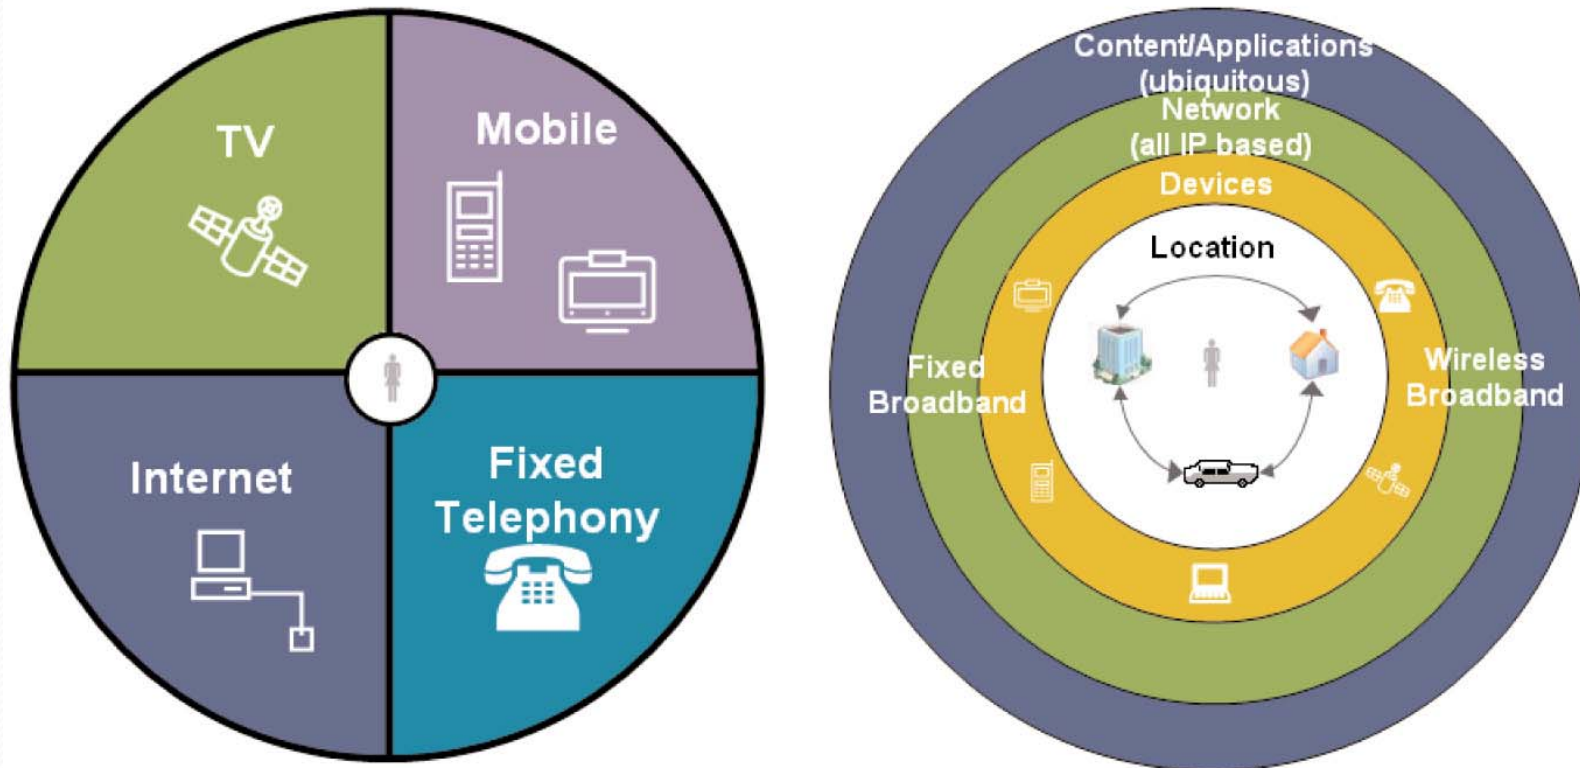 TV
Mobile
Internet
Fixed
Telephony
Content/Applications
(ubiquitous)
Network
(all IP based)
Devices
Location
Fixed
Broadband
Wireless
Broadband